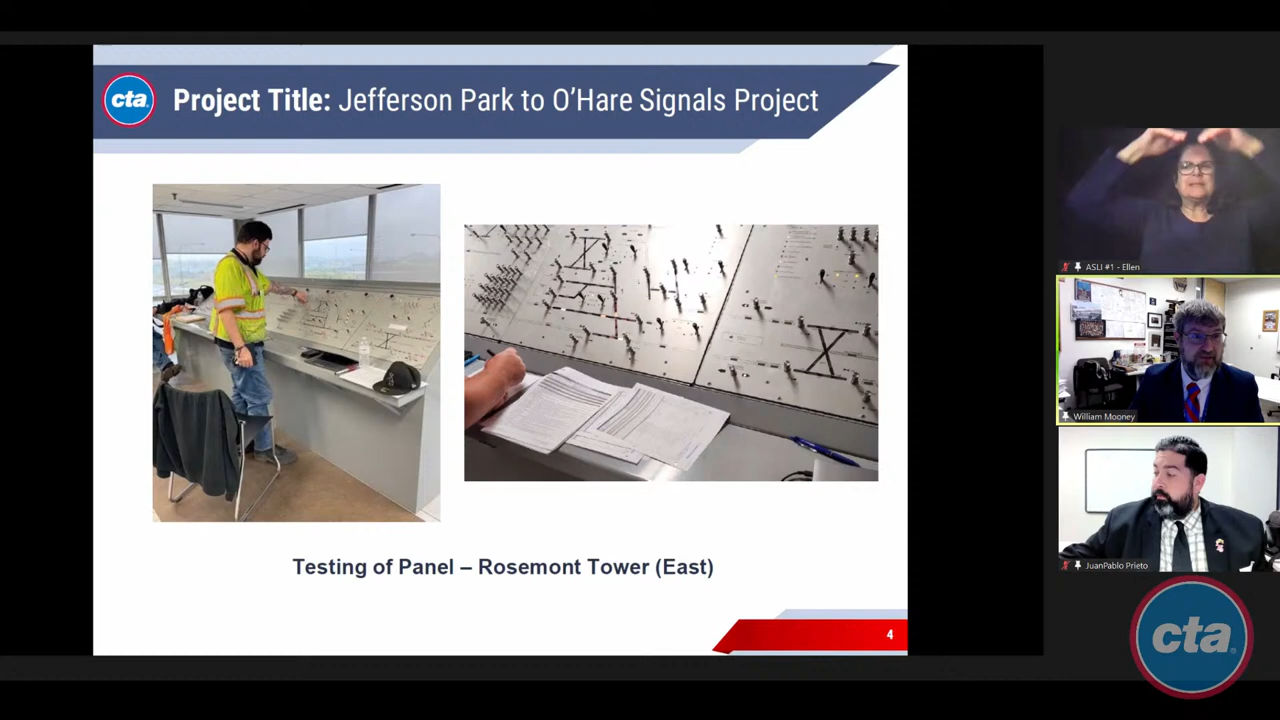 cta
Project Title: Jefferson Park to O'Hare Signals Project
Testing of Panel – Rosemont Tower (East)
4
ASLI #1 - Ellen
William Mooney
JuanPablo Prieto
cta